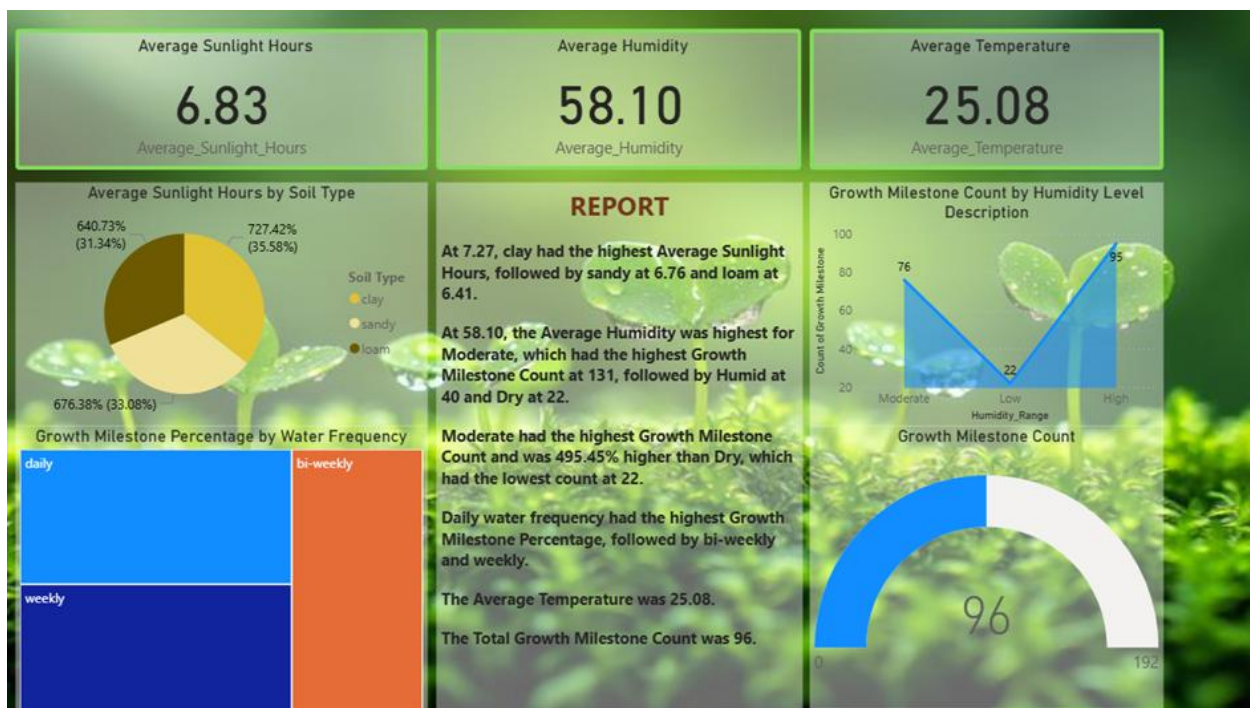 Average Sunlight Hours
6.83
Average_Sunlight_Hours
Average Humidity
58.10
Average_Humidity
Average Temperature
25.08
Average_Temperature
Average Sunlight Hours by Soil Type
640.73%
(31.34%)
727.42%
(35.58%)
676.38% (33.08%)
Soil Type
clay
sandy
loam
Growth Milestone Percentage by Water Frequency
daily
bi-weekly
weekly
REPORT
At 7.27, clay had the highest Average Sunlight
Hours, followed by sandy at 6.76 and loam at
6.41.
At 58.10, the Average Humidity was highest for
Moderate, which had the highest Growth
Milestone Count at 131, followed by Humid at
40 and Dry at 22.
Moderate had the highest Growth Milestone
Count and was 495.45% higher than Dry, which
had the lowest count at 22.
Daily water frequency had the highest Growth
Milestone Percentage, followed by bi-weekly
and weekly.
The Average Temperature was 25.08.
The Total Growth Milestone Count was 96.
Growth Milestone Count by Humidity Level
Description
Count of Growth Milestone
100
80
60
40
20
76
22
95
Moderate
Low
High
Humidity_Range
Growth Milestone Count
96
0
192